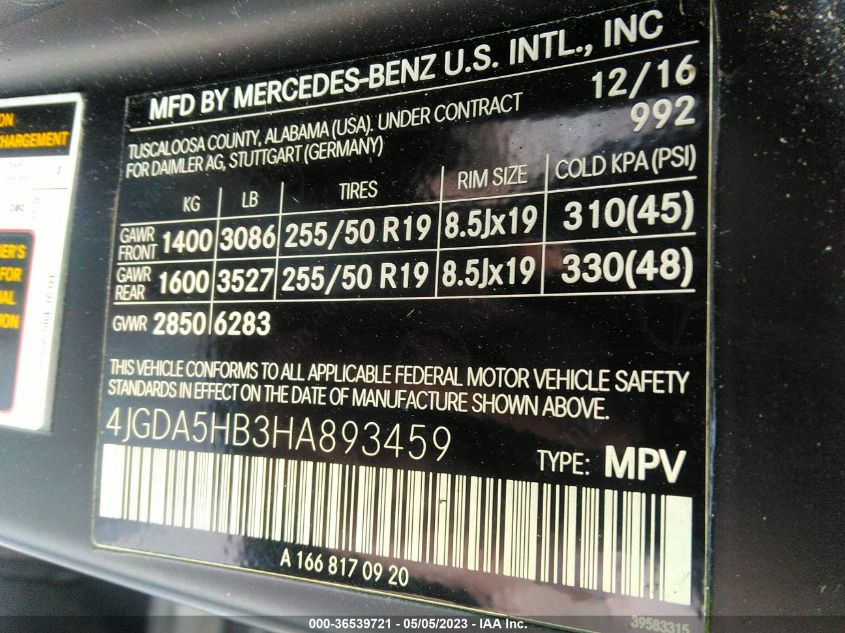 MFD BY MERCEDES-BENZ U.S. INTL., INC
TUSCALOOSA COUNTY, ALABAMA (USA). UNDER CONTRACT 12/16
FOR DAIMLER AG, STUTTGART (GERMANY) 992
KG LB TIRES RIM SIZE COLD KPA (PSI)
GAWR FRONT 1400 3086 255/50 R19 8.5Jx19 310(45)
GAWR REAR 1600 3527 255/50 R19 8.5Jx19 330(48)
GVWR 2850 6283
THIS VEHICLE CONFORMS TO ALL APPLICABLE FEDERAL MOTOR VEHICLE SAFETY
STANDARDS IN EFFECT ON THE DATE OF MANUFACTURE SHOWN ABOVE.
4JGDA5HB3HA893459
TYPE: MPV
A 166 817 09 20
39583315
ON
CHARGEMENT
FOR
000-36539721 - 05/05/2023 - IAA Inc.